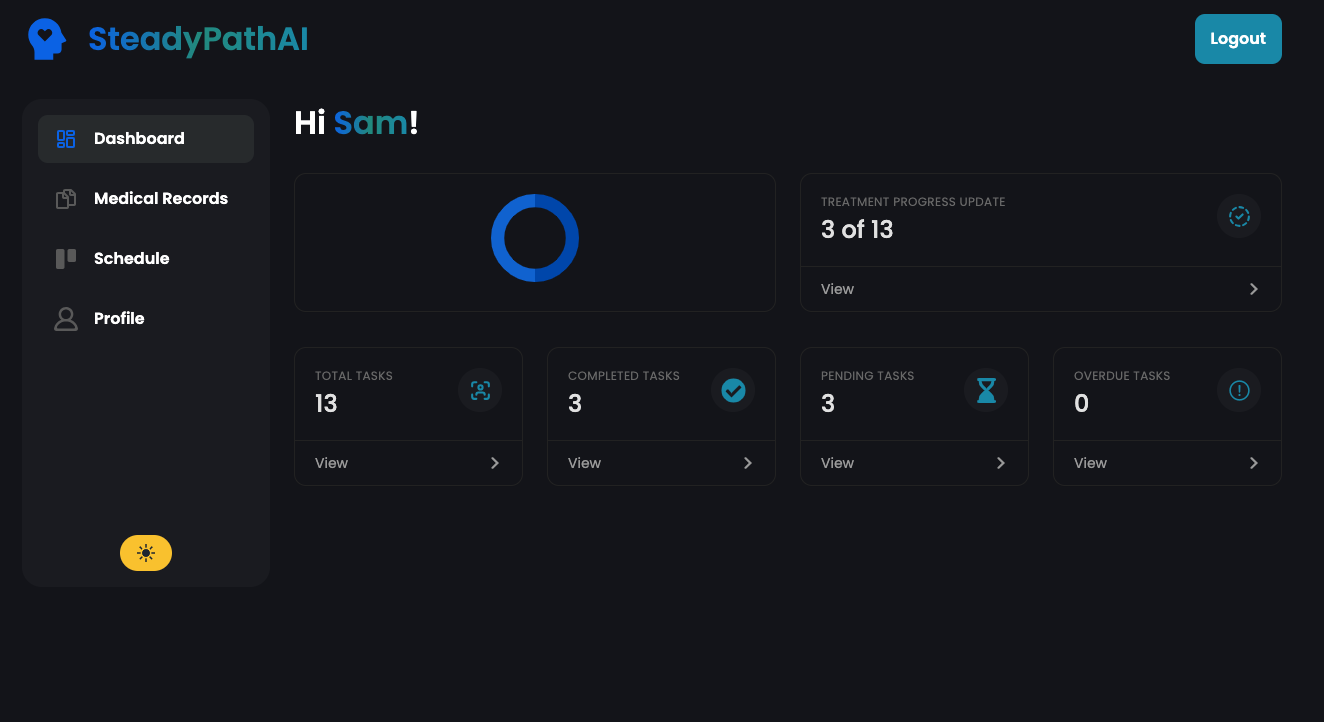 SteadyPathAI
Logout
Dashboard
Medical Records
Schedule
Profile
Hi Sam!
TREATMENT PROGRESS UPDATE
3 of 13
View
TOTAL TASKS
13
View
COMPLETED TASKS
3
View
PENDING TASKS
3
View
OVERDUE TASKS
0
View